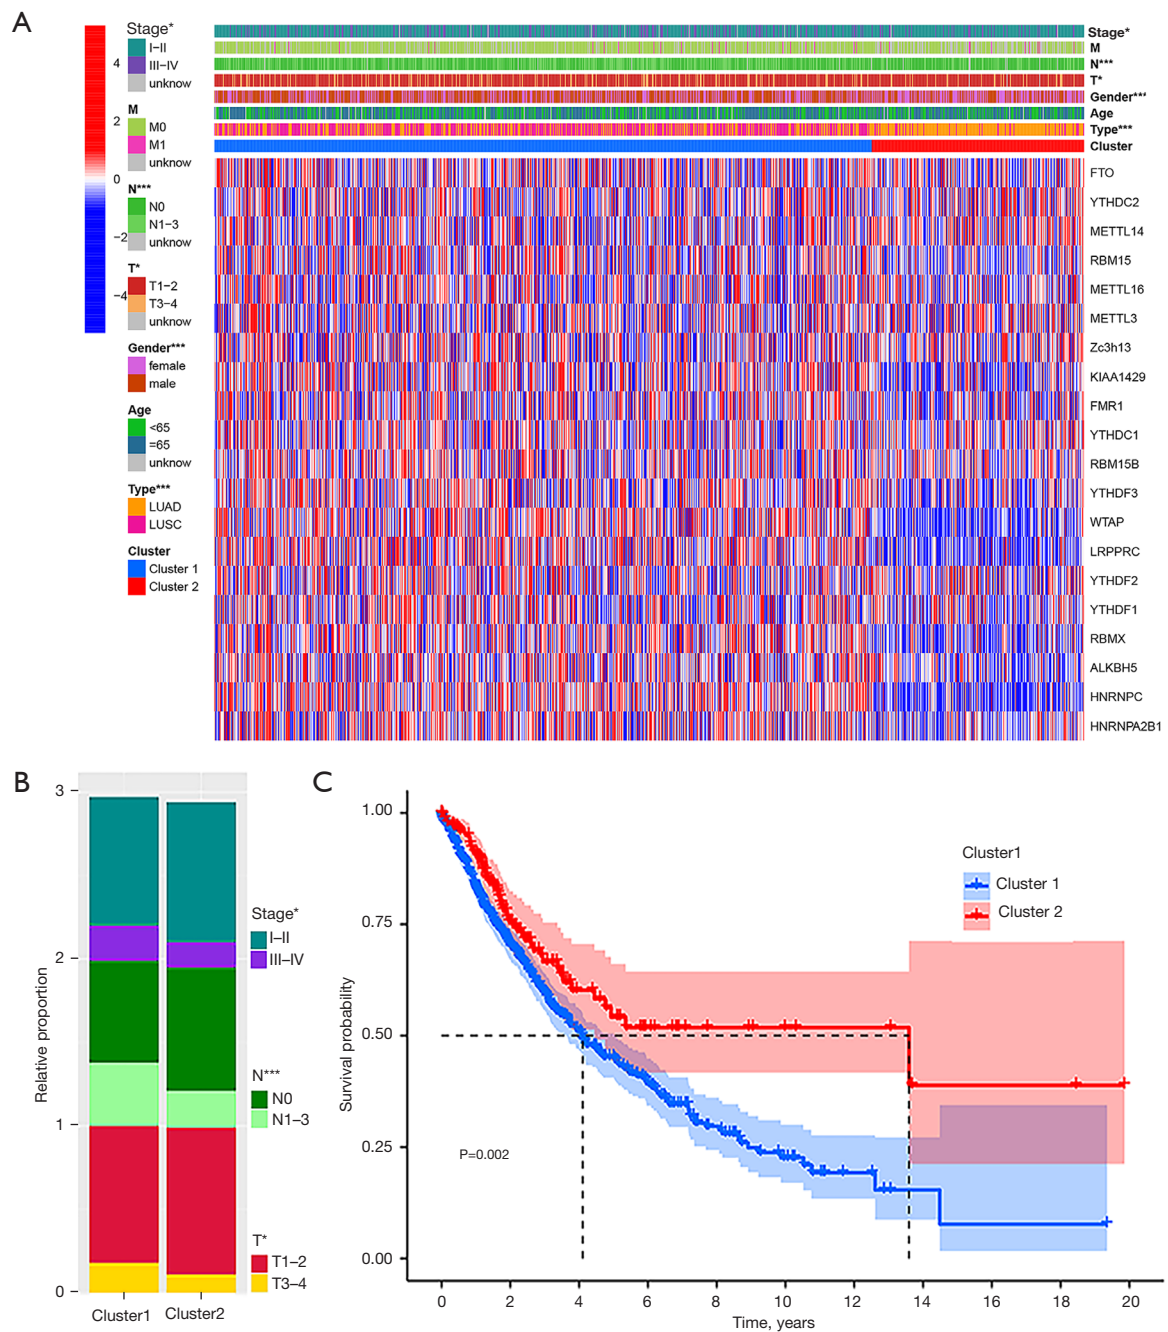 A
4
2
0
−2
−4
Stage*
I−II
III−IV
unknow
M
M0
M1
unknow
N***
N0
N1−3
unknow
T*
T1−2
T3−4
unknow
Gender***
female
male
Age
<65
=65
unknow
Type***
LUAD
LUSC
Cluster
Cluster 1
Cluster 2
Stage*
M
N***
T*
Gender***
Age
Type***
Cluster
FTO
YTHDC2
METTL14
RBM15
METTL16
METTL3
Zc3h13
KIAA1429
FMR1
YTHDC1
RBM15B
YTHDF3
WTAP
LRPPRC
YTHDF2
YTHDF1
RBMX
ALKBH5
HNRNPC
HNRNPA2B1
B
Relative proportion
3
2
1
0
Cluster1
Cluster2
Stage*
I–II
III–IV
N***
N0
N1–3
T*
T1–2
T3–4
C
Survival probability
1.00
0.75
0.50
0.25
0.00
P=0.002
Cluster1
Cluster 1
Cluster 2
0 2 4 6 8 10 12 14 16 18 20
Time, years